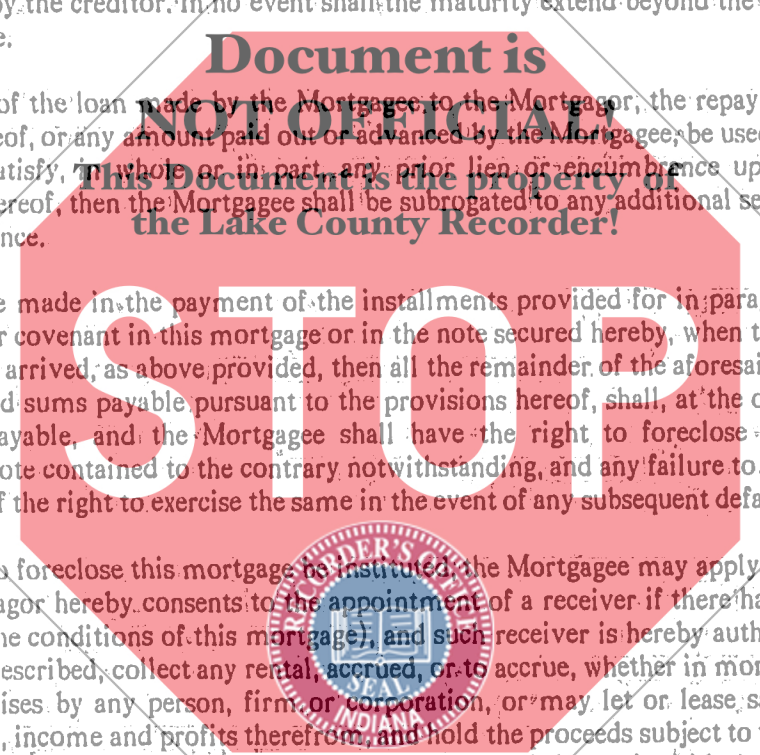 by the creditor. In no event shall the maturity extend beyond the
e.
Document is
NOT OFFICIAL!
This Document is the property of
the Lake County Recorder!
of the loan made by the Mortgagee to the Mortgagor, the repay
eof, or any amount paid out or advanced by the Mortgagee, be used
atisfy, in whole or in part, any prior lien or encumbrance up
ereof, then the Mortgagee shall be subrogated to any additional se
nce.
STOP
e made in the payment of the installments provided for in para
r covenant in this mortgage or in the note secured hereby, when t
arrived, as above provided, then all the remainder of the aforesai
d sums payable pursuant to the provisions hereof, shall, at the o
ayable, and the Mortgagee shall have the right to foreclose
ote contained to the contrary notwithstanding, and any failure to
f the right to exercise the same in the event of any subsequent defa
o foreclose this mortgage be instituted, the Mortgagee may apply
agor hereby consents to the appointment of a receiver if there ha
he conditions of this mortgage), and such receiver is hereby auth
escribed, collect any rental, accrued, or to accrue, whether in mon
ises by any person, firm or corporation, or may let or lease, s
, income and profits therefrom, and hold the proceeds subject to
RECORDER'S OFFICE
SEAL
INDIANA